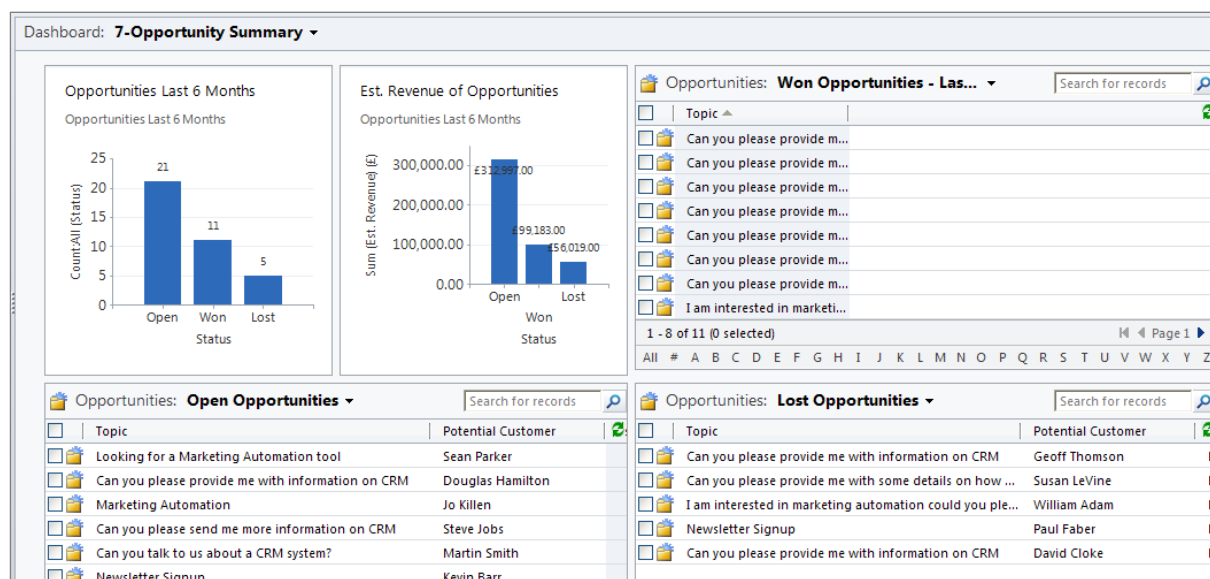 Dashboard: 7-Opportunity Summary
Opportunities Last 6 Months
Opportunities Last 6 Months
Count:All (Status)
25
20
15
10
5
0
21
11
5
Open Won Lost
Status
Est. Revenue of Opportunities
Opportunities Last 6 Months
Sum (Est. Revenue) (£)
300,000.00
200,000.00
100,000.00
0.00
£312,997.00
£99,183.00
£56,019.00
Open Lost
Won
Status
Opportunities: Won Opportunities - Las...
Search for records
Topic
Can you please provide m...
Can you please provide m...
Can you please provide m...
Can you please provide m...
Can you please provide m...
Can you please provide m...
Can you please provide m...
I am interested in marketi...
1 - 8 of 11 (0 selected) Page 1
All # A B C D E F G H I J K L M N O P Q R S T U V W X Y Z
Opportunities: Open Opportunities
Search for records
Topic Potential Customer
Looking for a Marketing Automation tool Sean Parker
Can you please provide me with information on CRM Douglas Hamilton
Marketing Automation Jo Killen
Can you please send me more information on CRM Steve Jobs
Can you talk to us about a CRM system? Martin Smith
Newsletter Signup Kevin Barr
Opportunities: Lost Opportunities
Search for records
Topic Potential Customer
Can you please provide me with information on CRM Geoff Thomson
Can you please provide me with some details on how ... Susan LeVine
I am interested in marketing automation could you ple... William Adam
Newsletter Signup Paul Faber
Can you please provide me with information on CRM David Cloke